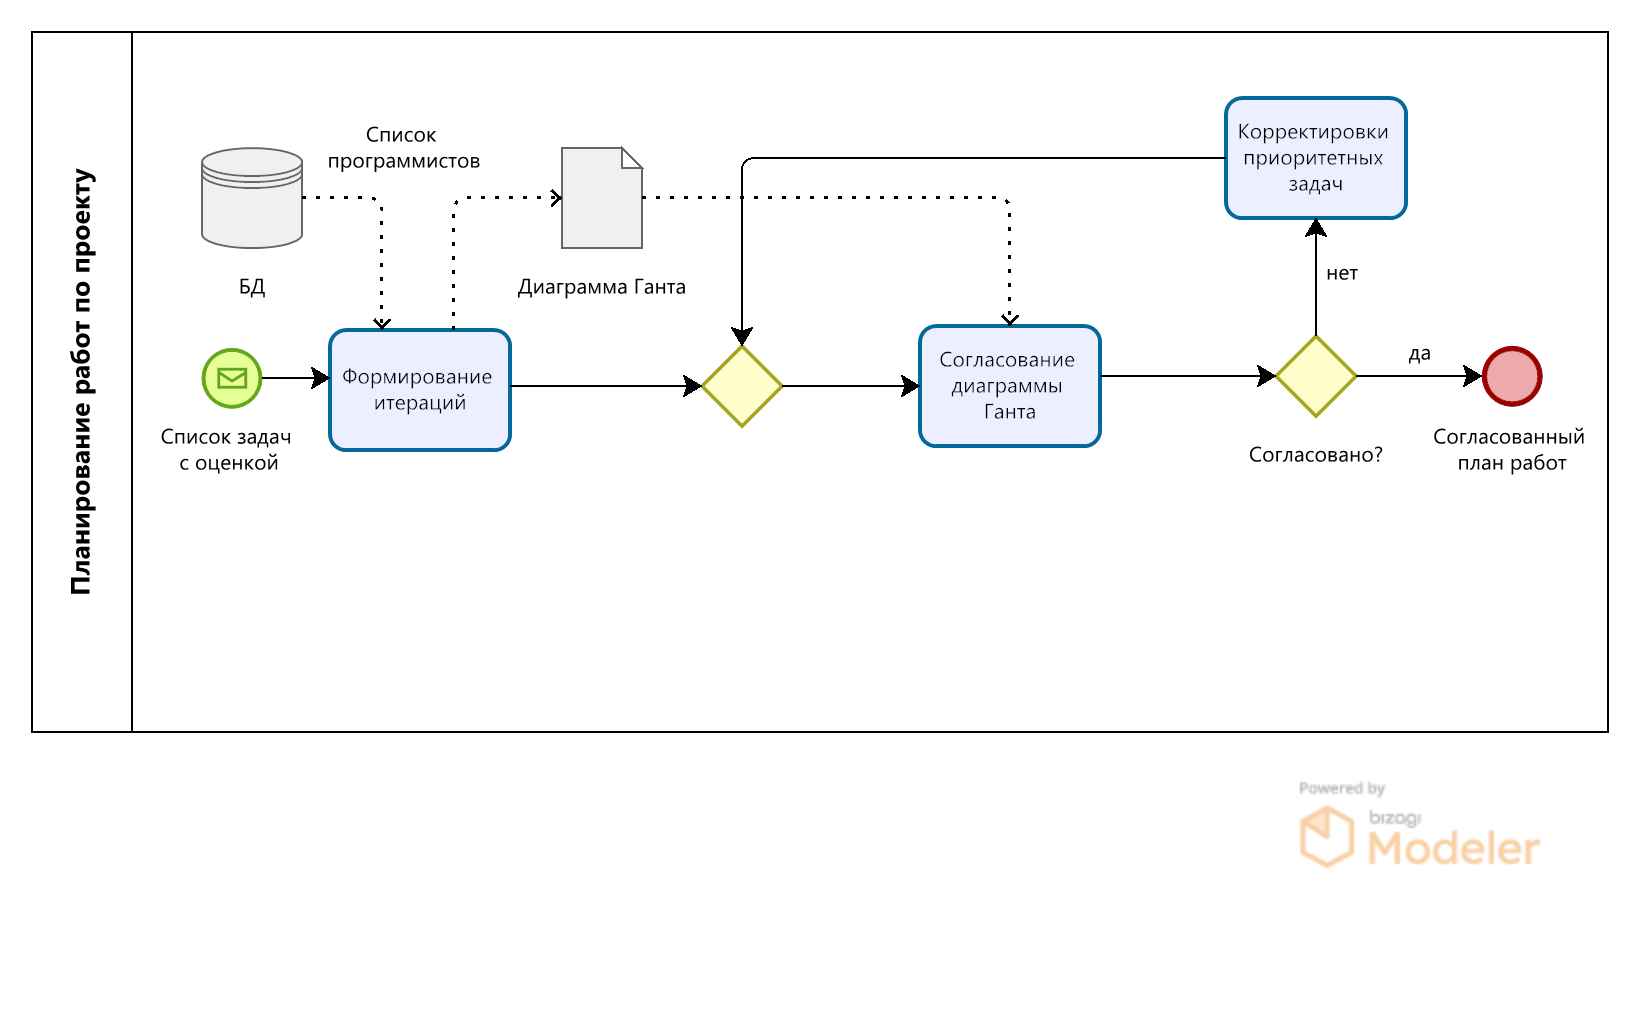 Планирование работ по проекту
Список
программистов
БД
Диаграмма Ганта
Корректировки
приоритетных
задач
нет
Формирование
итераций
Согласование
диаграммы
Ганта
да
Список задач
с оценкой
Согласовано?
Согласованный
план работ
Powered by
bizagi
Modeler